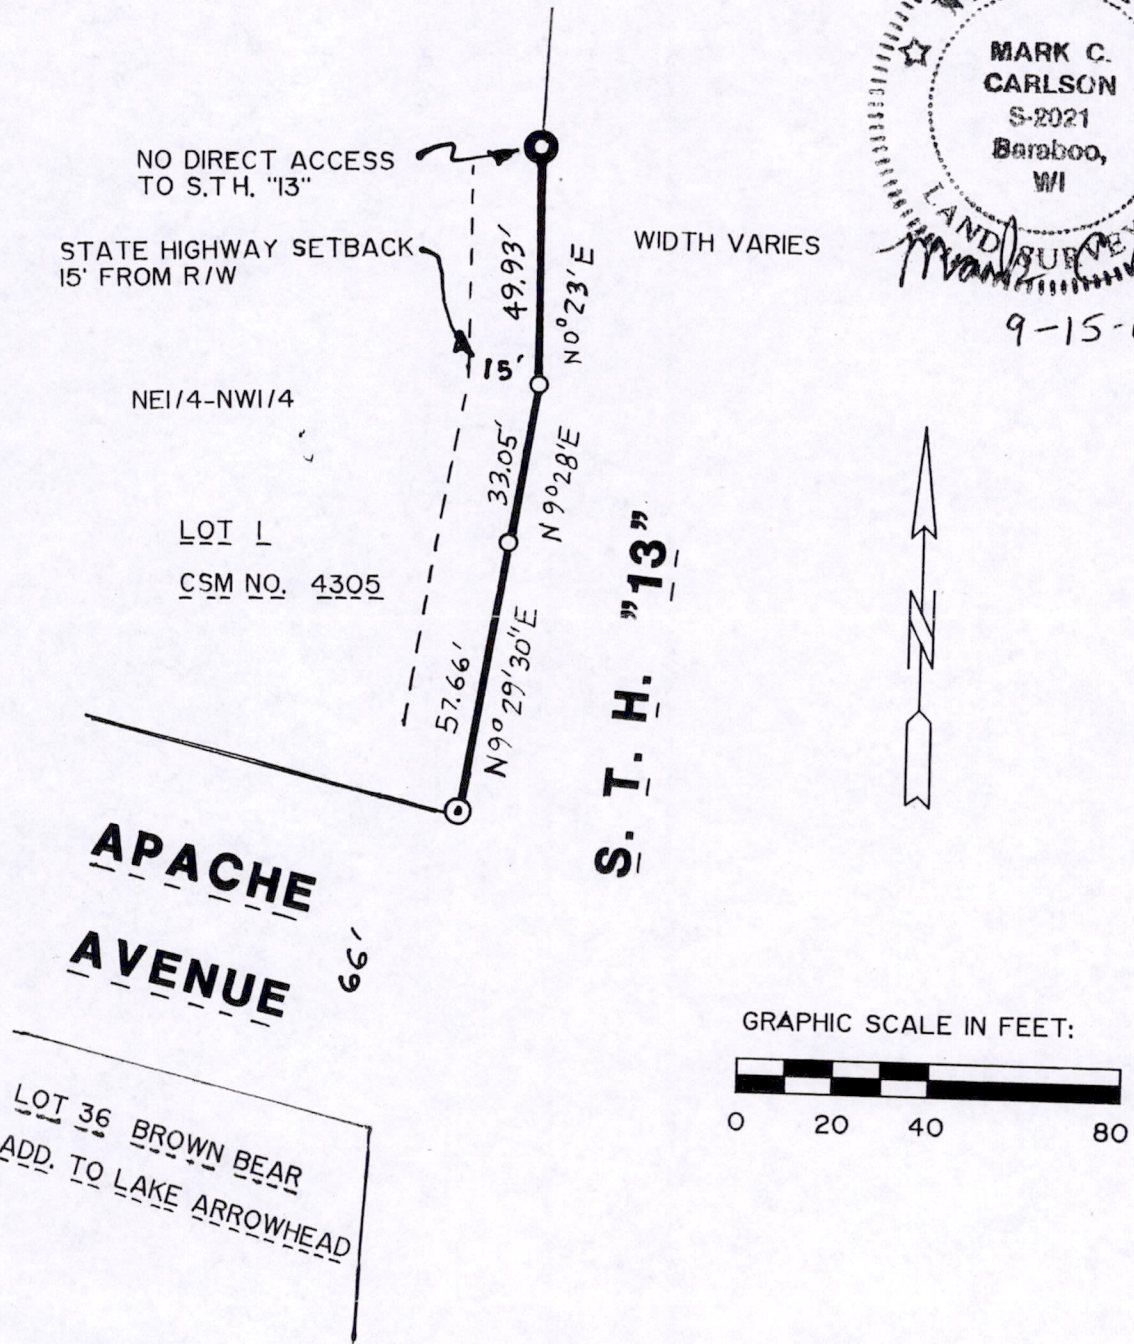 MARK C.
CARLSON
S-2021
Baraboo,
WI
LAND
9-15-
NO DIRECT ACCESS
TO S.T.H. "13"
STATE HIGHWAY SETBACK
15' FROM R/W
WIDTH VARIES
49.93'
N0°23'E
15'
NE1/4-NW1/4
33.05'
N9°28'E
LOT 1
CSM NO. 4305
57.66'
N9°29'30"E
S. T. H. "13"
N
APACHE
AVENUE
66'
GRAPHIC SCALE IN FEET:
0 20 40 80
LOT 36 BROWN BEAR
ADD. TO LAKE ARROWHEAD